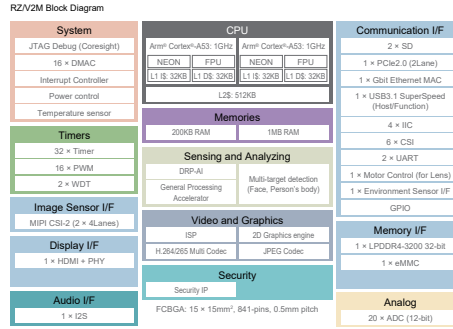 RZ/V2M Block Diagram
System
JTAG Debug (Coresight)
16 × DMAC
Interrupt Controller
Power control
Temperature sensor
Timers
32 × Timer
16 × PWM
2 × WDT
Image Sensor I/F
MIPI CSI-2 (2 × 4Lanes)
Display I/F
1 × HDMI + PHY
Audio I/F
1 × I2S
CPU
Arm® Cortex®-A53: 1GHz
NEON
FPU
L1 I$: 32KB
L1 D$: 32KB
Arm® Cortex®-A53: 1GHz
NEON
FPU
L1 I$: 32KB
L1 D$: 32KB
L2$: 512KB
Memories
200KB RAM
1MB RAM
Sensing and Analyzing
DRP-AI
General Processing
Accelerator
Multi-target detection
(Face, Person's body)
Video and Graphics
ISP
2D Graphics engine
H.264/265 Multi Codec
JPEG Codec
Security
Security IP
FCBGA: 15 × 15mm², 841-pins, 0.5mm pitch
Communication I/F
2 × SD
1 × PCIe2.0 (2Lane)
1 × Gbit Ethernet MAC
1 × USB3.1 SuperSpeed
(Host/Function)
4 × IIC
6 × CSI
2 × UART
1 × Motor Control (for Lens)
1 × Environment Sensor I/F
GPIO
Memory I/F
1 × LPDDR4-3200 32-bit
1 × eMMC
Analog
20 × ADC (12-bit)